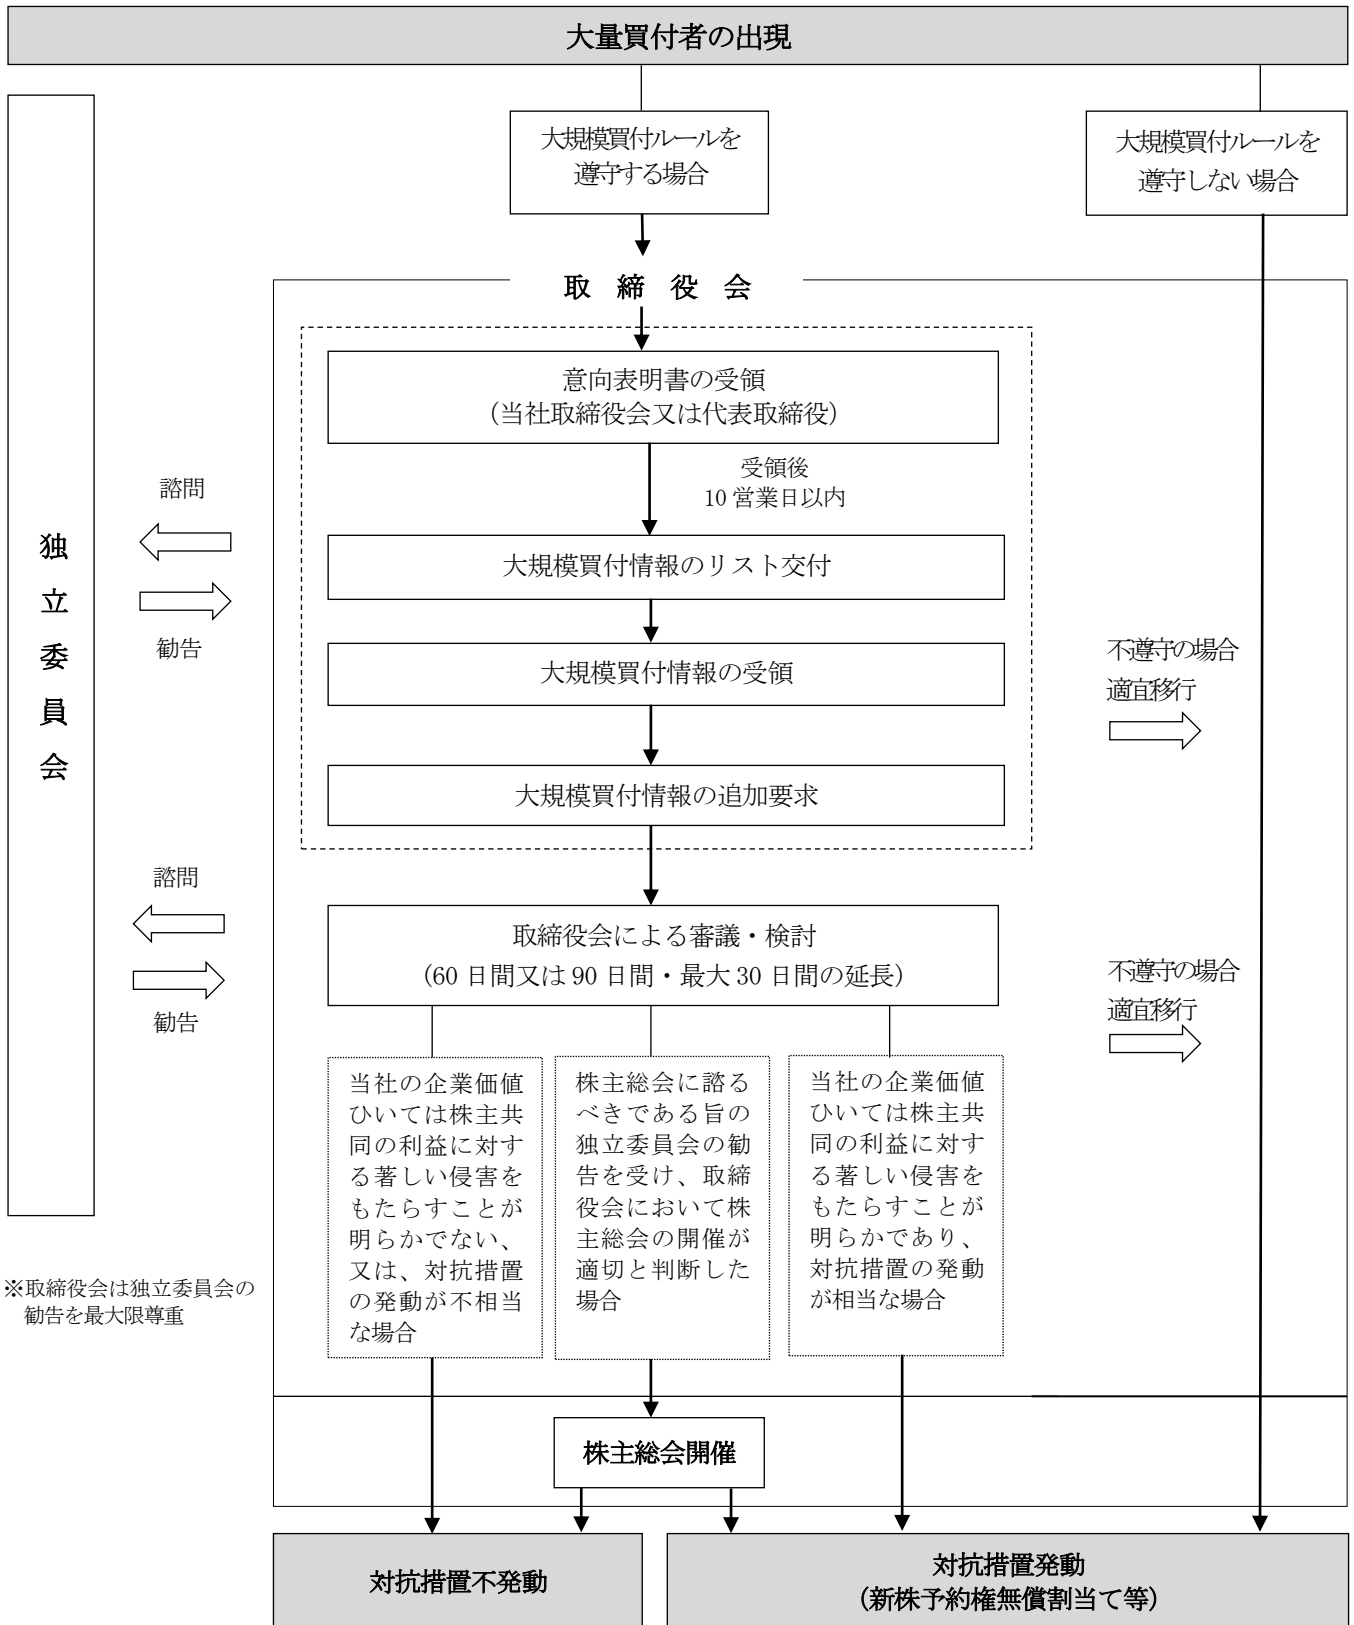 大量買付者の出現
大規模買付ルールを
遵守する場合
大規模買付ルールを
遵守しない場合
取締役会
意向表明書の受領
（当社取締役会又は代表取締役）
受領後
10 営業日以内
大規模買付情報のリスト交付
大規模買付情報の受領
大規模買付情報の追加要求
独立委員会
諮問
勧告
不遵守の場合
適宜移行
諮問
勧告
取締役会による審議・検討
（60 日間又は 90 日間・最大 30 日間の延長）
不遵守の場合
適宜移行
当社の企業価値
ひいては株主共
同の利益に対す
る著しい侵害を
もたらすことが
明らかでない、
又は、対抗措置
の発動が不相当
な場合
株主総会に諮る
べきである旨の
独立委員会の勧
告を受け、取締
役会において株
主総会の開催が
適切と判断した
場合
当社の企業価値
ひいては株主共
同の利益に対す
る著しい侵害を
もたらすことが
明らかであり、
対抗措置の発動
が相当な場合
※取締役会は独立委員会の
勧告を最大限尊重
株主総会開催
対抗措置不発動
対抗措置発動
（新株予約権無償割当て等）